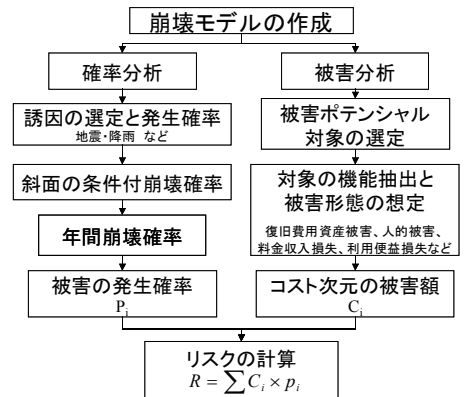 崩壊モデルの作成
確率分析
誘因の選定と発生確率
地震・降雨 など
斜面の条件付崩壊確率
年間崩壊確率
被害の発生確率
P_i
被害分析
被害ポテンシャル
対象の選定
対象の機能抽出と
被害形態の想定
復旧費用資産被害、人的被害、
料金収入損失、利用便益損失など
コスト次元の被害額
C_i
リスクの計算
R = ∑ C_i × p_i